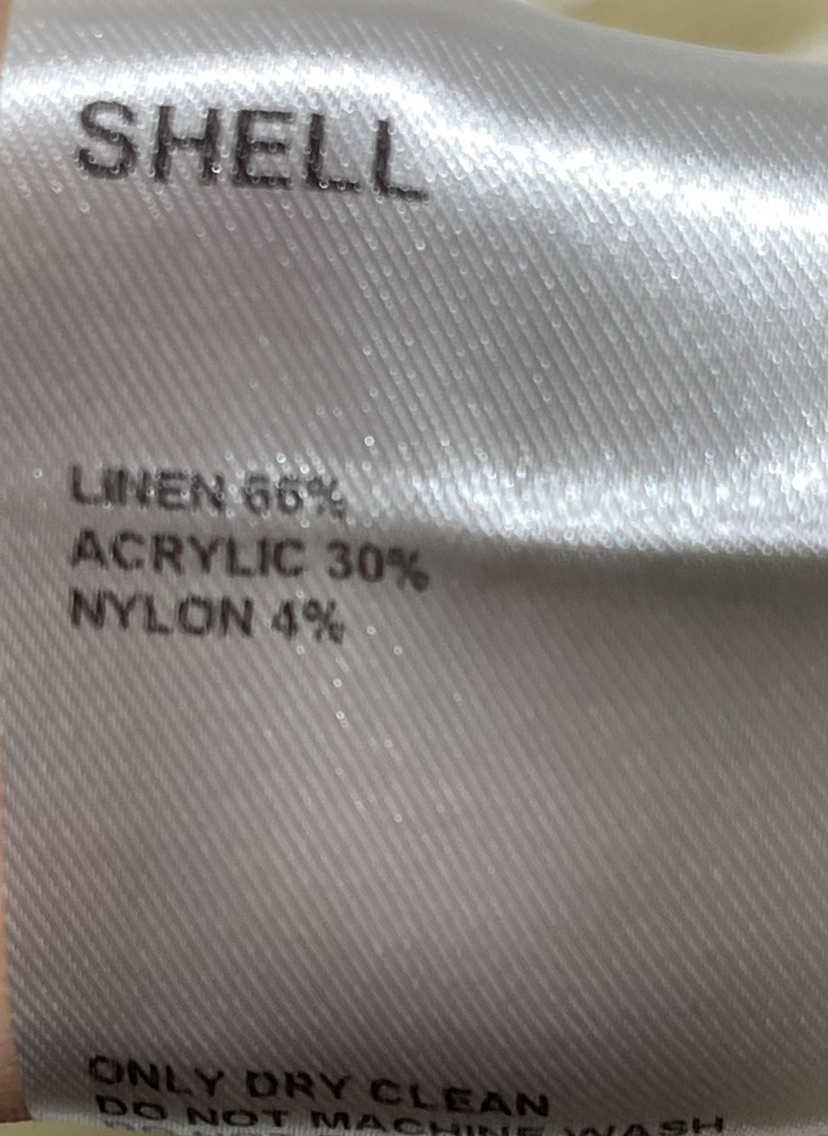 SHELL
LINEN 66%
ACRYLIC 30%
NYLON 4%
ONLY DRY CLEAN
DO NOT MACHINE WASH